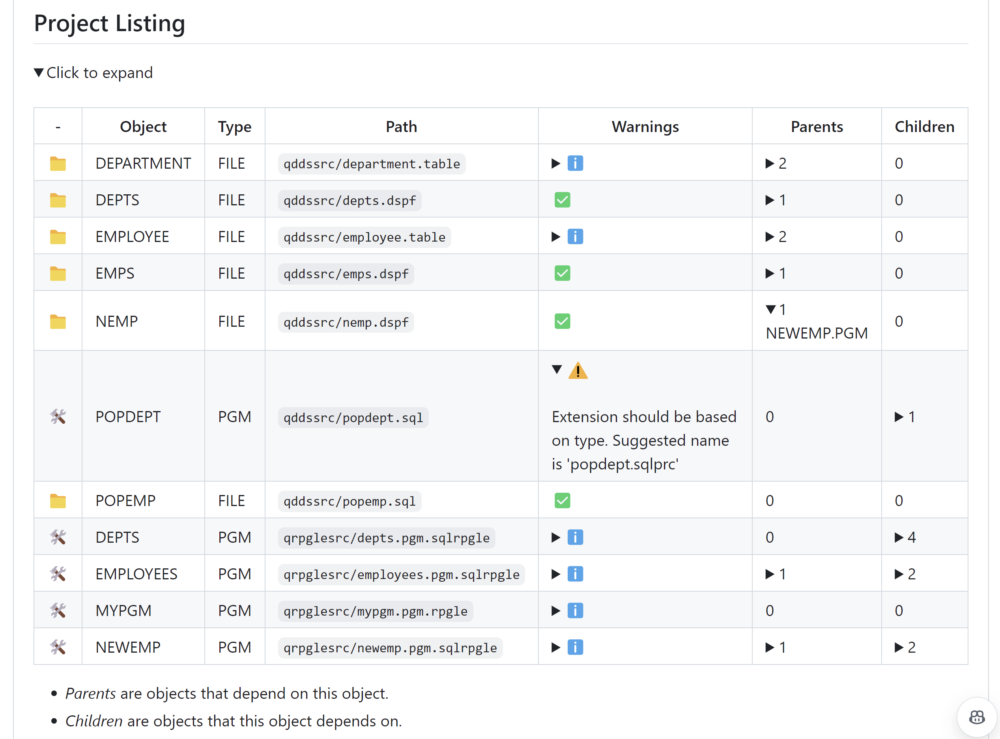 Project Listing
Click to expand
- Object Type Path Warnings Parents Children
DEPARTMENT FILE qddssrc/department.table 2 0
DEPTS FILE qddssrc/depts.dspf 1 0
EMPLOYEE FILE qddssrc/employee.table 2 0
EMPS FILE qddssrc/emps.dspf 1 0
NEMP FILE qddssrc/nemp.dspf 1 NEWEMP.PGM 0
POPDEPT PGM qddssrc/popdept.sql Extension should be based on type. Suggested name is 'popdept.sqlprc' 0 1
POPEMP FILE qddssrc/popemp.sql 0 0
DEPTS PGM qrpglesrc/depts.pgm.sqlrpgle 0 4
EMPLOYEES PGM qrpglesrc/employees.pgm.sqlrpgle 1 2
MYPGM PGM qrpglesrc/mypgm.pgm.rpgle 0 0
NEWEMP PGM qrpglesrc/newemp.pgm.sqlrpgle 1 2
• Parents are objects that depend on this object.
• Children are objects that this object depends on.